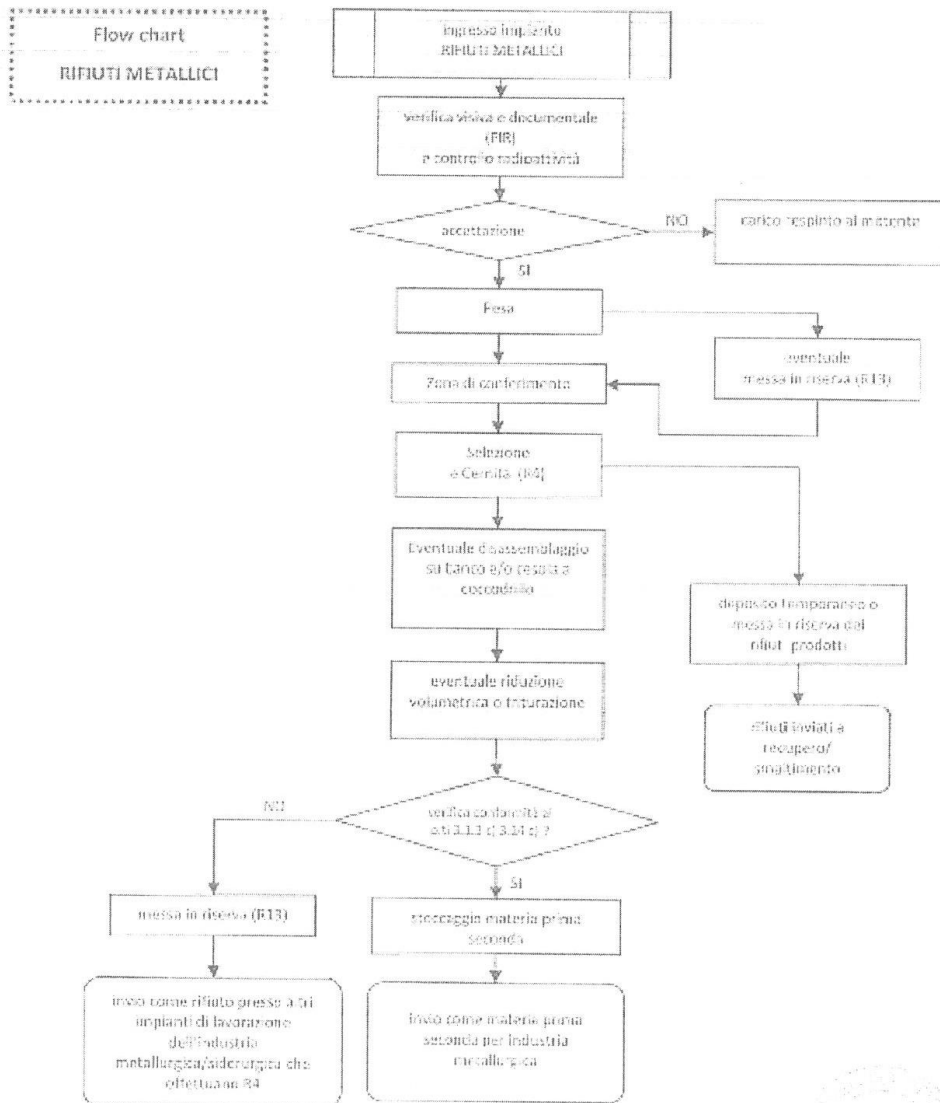 Flow chart
RIFIUTI METALLICI
ingresso impianto
RIFIUTI METALLICI
verifica visiva e documentale
(FIR)
e controllo radioattività
accettazione
NO
carico respinto al mittente
SI
Pesa
eventuale
messa in riserva (R13)
Zona di conferimento
Selezione
e Cernita (R4)
Eventuale disassemblaggio
su banco e/o cesoia a
coccodrillo
deposito temporaneo o
messa in riserva dei
rifiuti prodotti
eventuale riduzione
volumetrica o triturazione
rifiuti inviati a
recupero/
smaltimento
NO
verifica conformità ai
?
SI
messa in riserva (R13)
stoccaggio materia prima
seconda
invio come rifiuto presso altri
impianti di lavorazione
dell'industria
metallurgica/siderurgica che
effettuano R4
invio come materia prima
seconda per industria
metallurgica